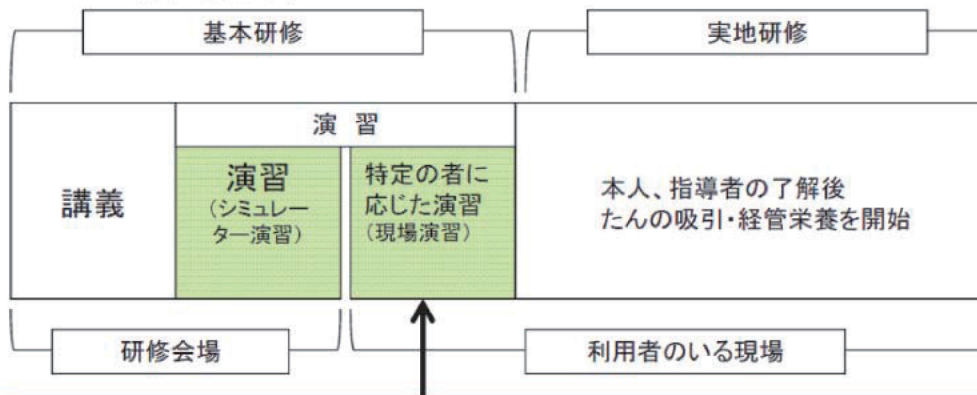 基本研修
実地研修
演 習
講義
演習
(シミュレー
ター演習)
特定の者に
応じた演習
(現場演習)
本人、指導者の了解後
たんの吸引・経管栄養を開始
研修会場
利用者のいる現場